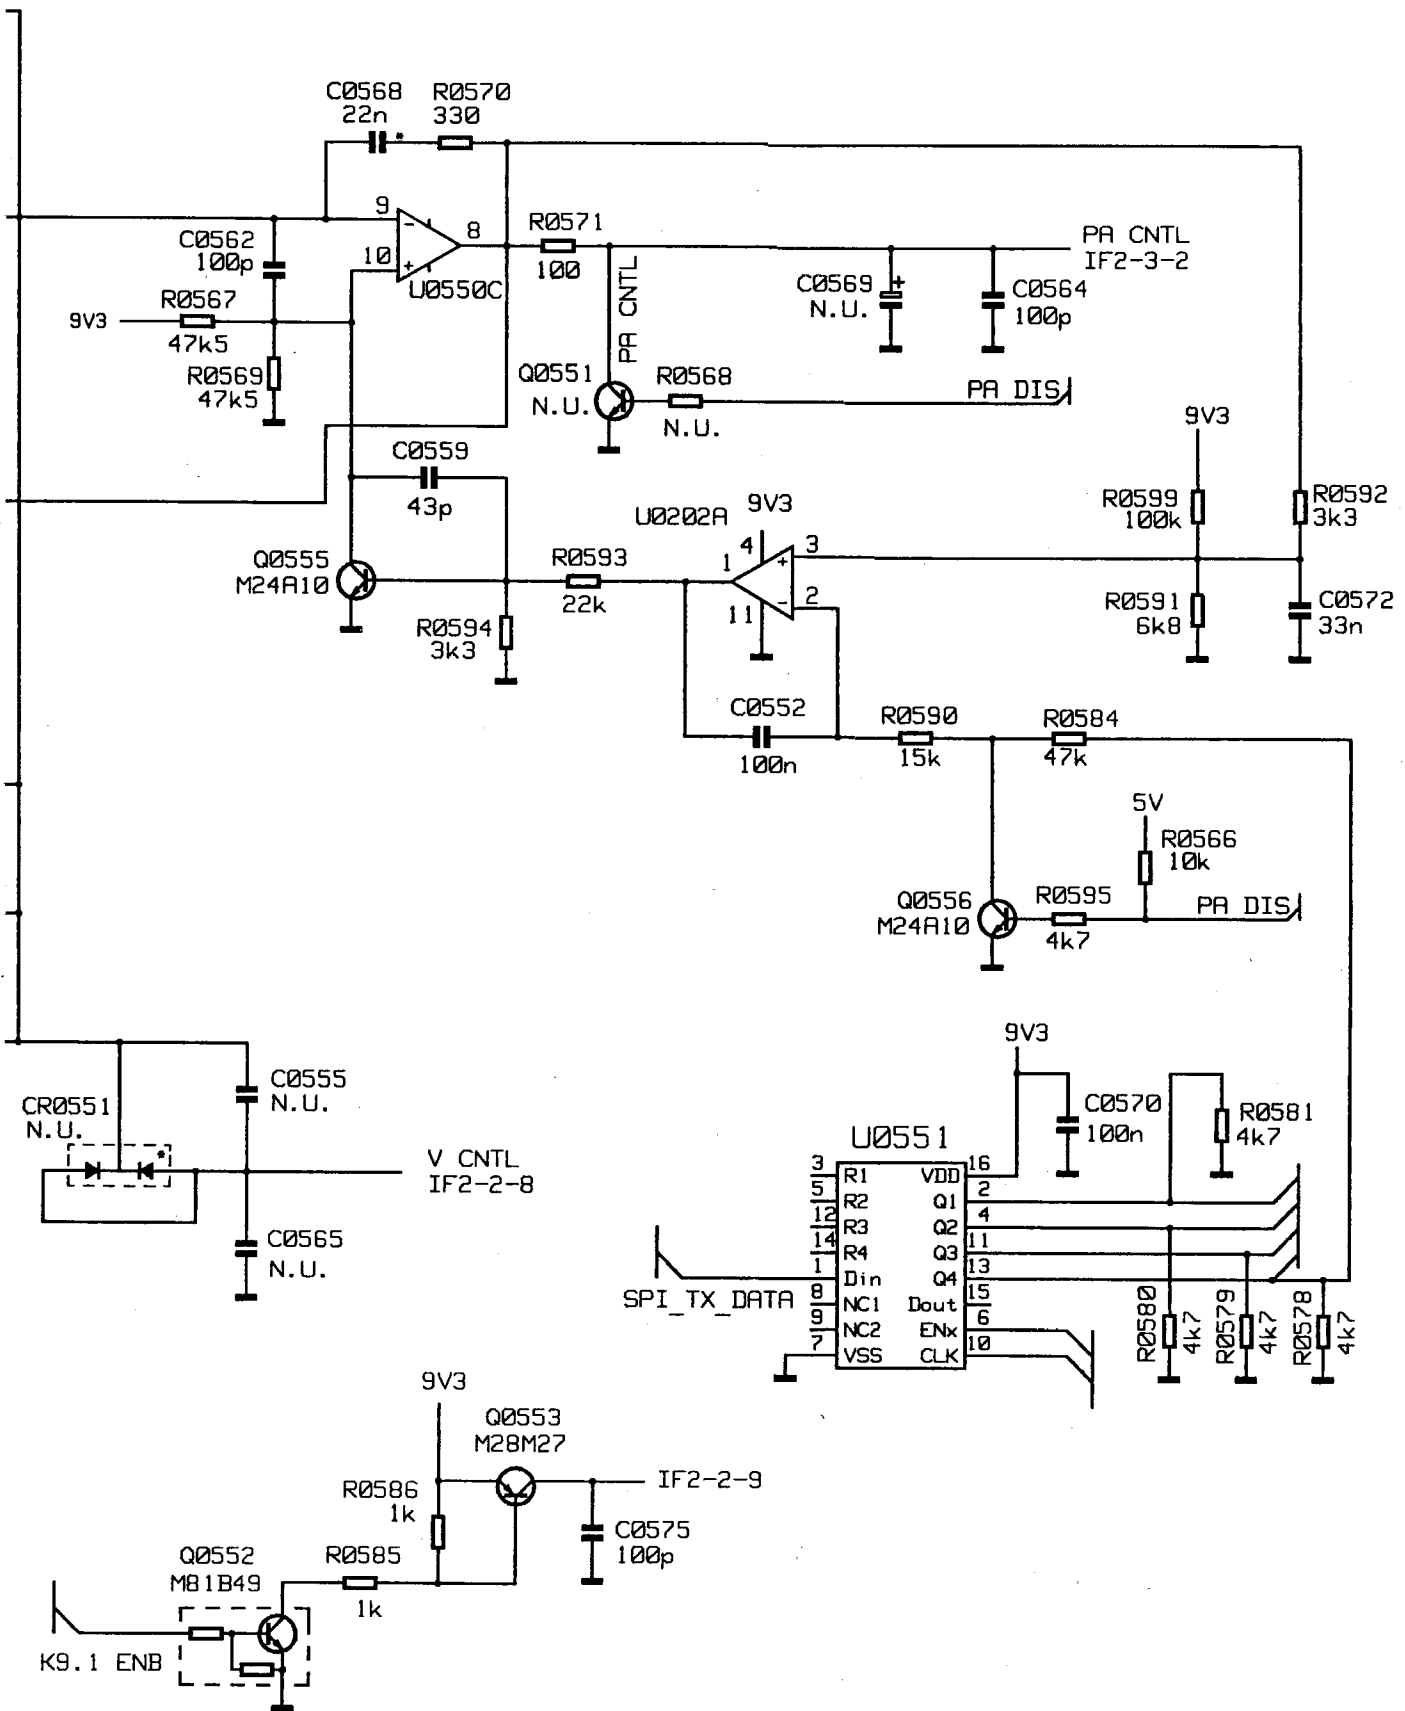 C0568 R0570
22n * 330
9
- 
8
R0571
100
C0562
100p
10
+
U0550C
PA CNTL
IF2-3-2
PA CNTL
C0569
N.U.
+
C0564
100p
R0567
9V3
47k5
R0569
47k5
Q0551
N.U.
R0568
N.U.
PA DIS
9V3
C0559
43p
R0599
100k
R0592
3k3
U0202A
9V3
4
3
+
1
-
2
11
Q0555
M24A10
R0593
22k
R0594
3k3
R0591
6k8
C0572
33n
C0552
100n
R0590
15k
R0584
47k
5V
R0566
10k
Q0556
M24A10
R0595
4k7
PA DIS
9V3
C0555
N.U.
CR0551
N.U.
*
V CNTL
IF2-2-8
C0565
N.U.
C0570
100n
R0581
4k7
U0551
3 R1 VDD 16
5 R2 Q1 2
12 R3 Q2 4
14 R4 Q3 11
1 Din Q4 13
8 NC1 Dout 15
9 NC2 ENx 6
7 VSS CLK 10
SPI_TX_DATA
R0580
4k7
R0579
4k7
R0578
4k7
9V3
Q0553
M28M27
IF2-2-9
R0586
1k
C0575
100p
Q0552
M81B49
R0585
1k
K9.1 ENB